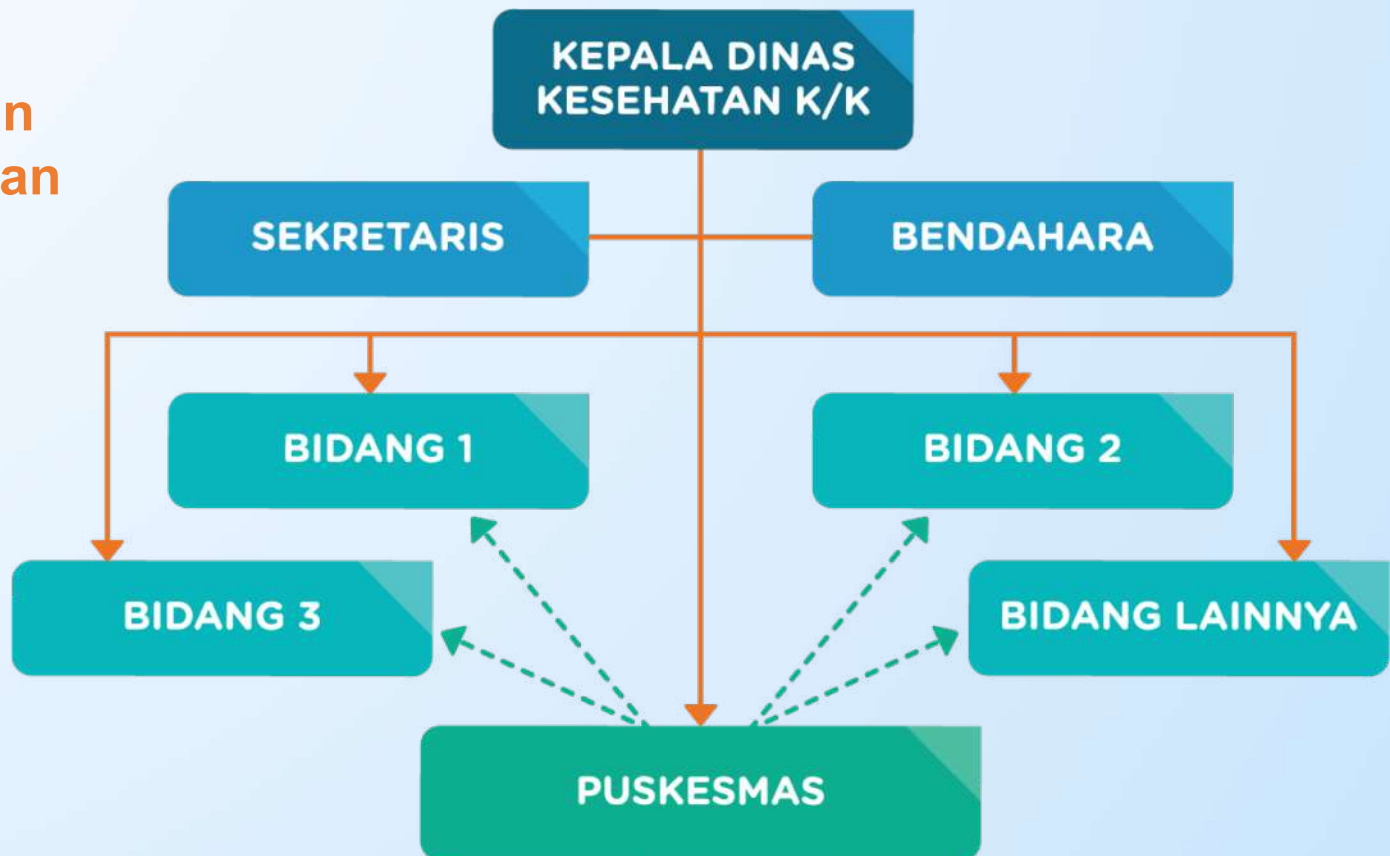 n
an
KEPALA DINAS
KESEHATAN K/K
SEKRETARIS
BENDAHARA
BIDANG 1
BIDANG 2
BIDANG 3
BIDANG LAINNYA
PUSKESMAS